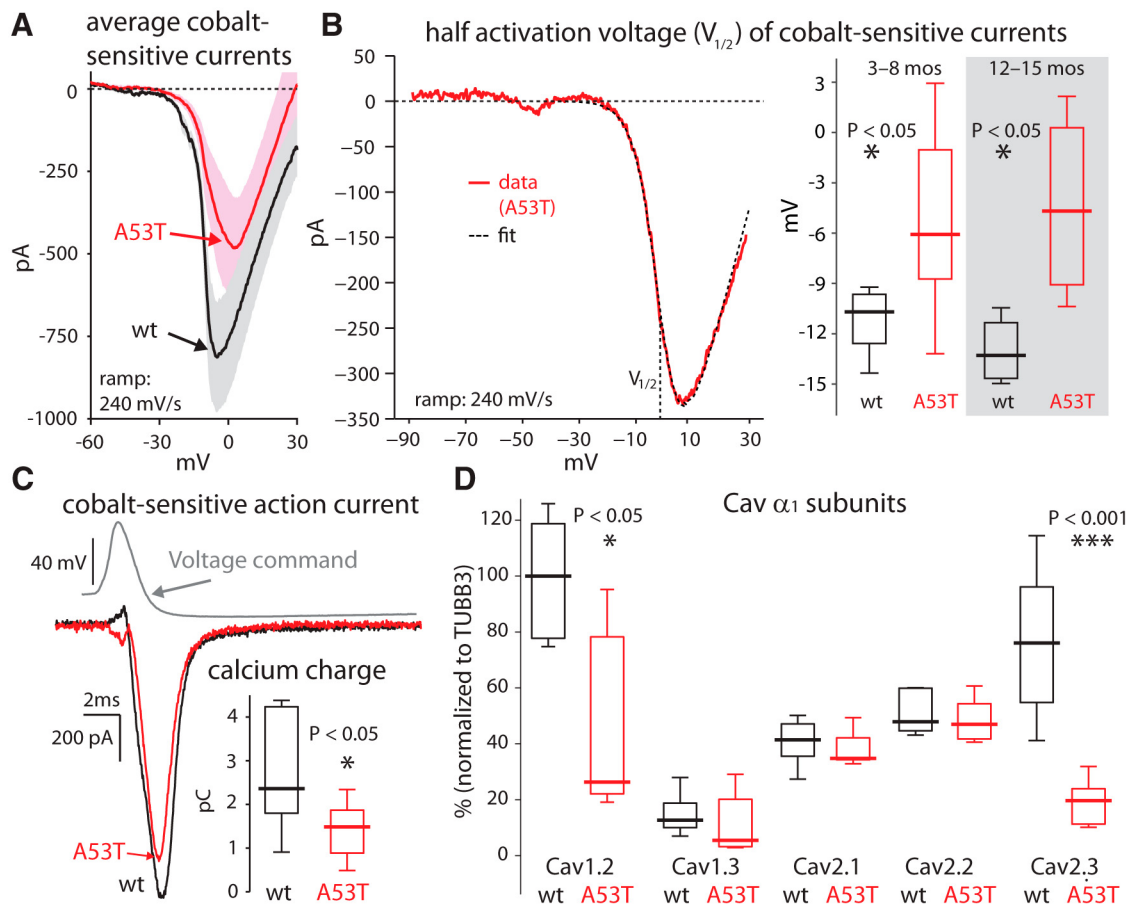 A
average cobalt-
sensitive currents
0
-250
-500
-750
-1000
pA
A53T
wt
ramp:
240 mV/s
-60
-30
0
30
mV
B
half activation voltage (V1/2) of cobalt-sensitive currents
50
0
−50
−100
−150
−200
−250
−300
−350
pA
data
(A53T)
fit
V1/2
ramp: 240 mV/s
−90
−70
−50
−30
−10
10
30
mV
3–8 mos
12–15 mos
3
0
-3
-6
-9
-12
-15
mV
P < 0.05
*
P < 0.05
*
wt
A53T
wt
A53T
C
cobalt-sensitive action current
40 mV
Voltage command
2ms
200 pA
A53T
wt
calcium charge
4
3
2
1
0
pC
P < 0.05
*
wt
A53T
D
Cav α1 subunits
120
100
80
60
40
20
0
% (normalized to TUBB3)
P < 0.05
*
P < 0.001
***
Cav1.2
Cav1.3
Cav2.1
Cav2.2
Cav2.3
wt A53T
wt A53T
wt A53T
wt A53T
wt A53T